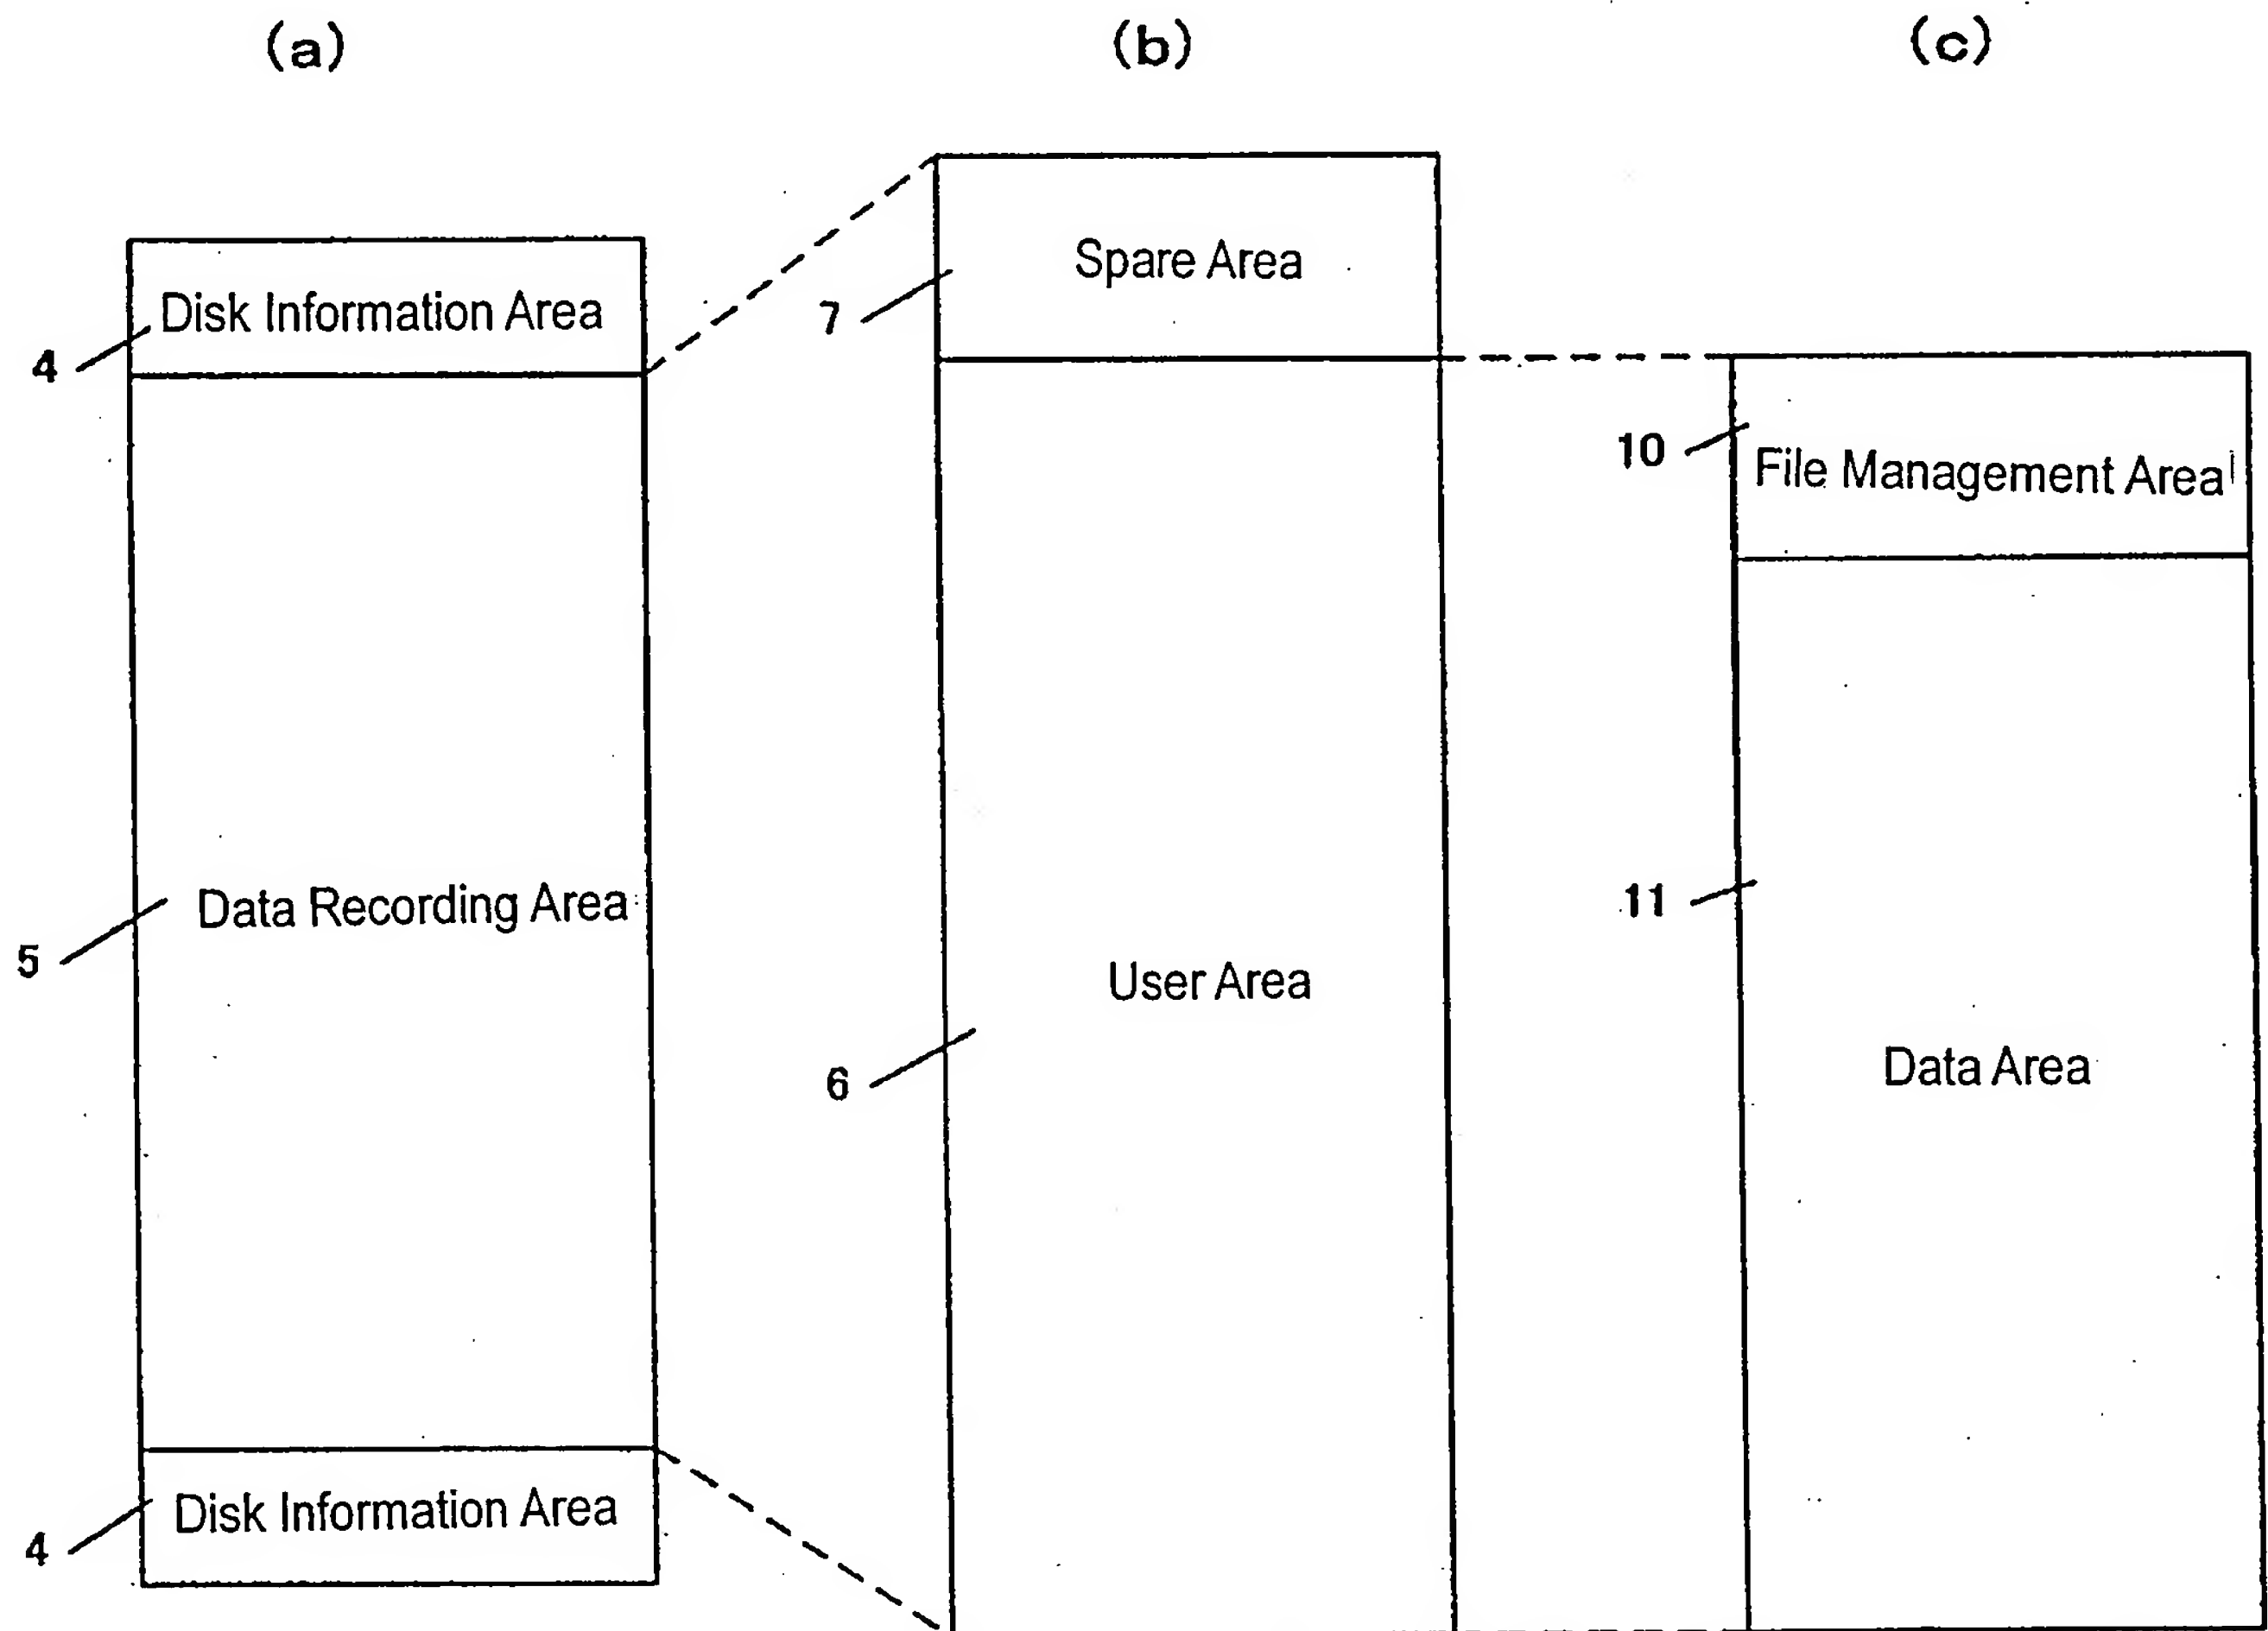 (a)
(b)
(c)
Disk Information Area
4
Data Recording Area
5
Disk Information Area
4
Spare Area
7
User Area
6
10
File Management Area
11
Data Area